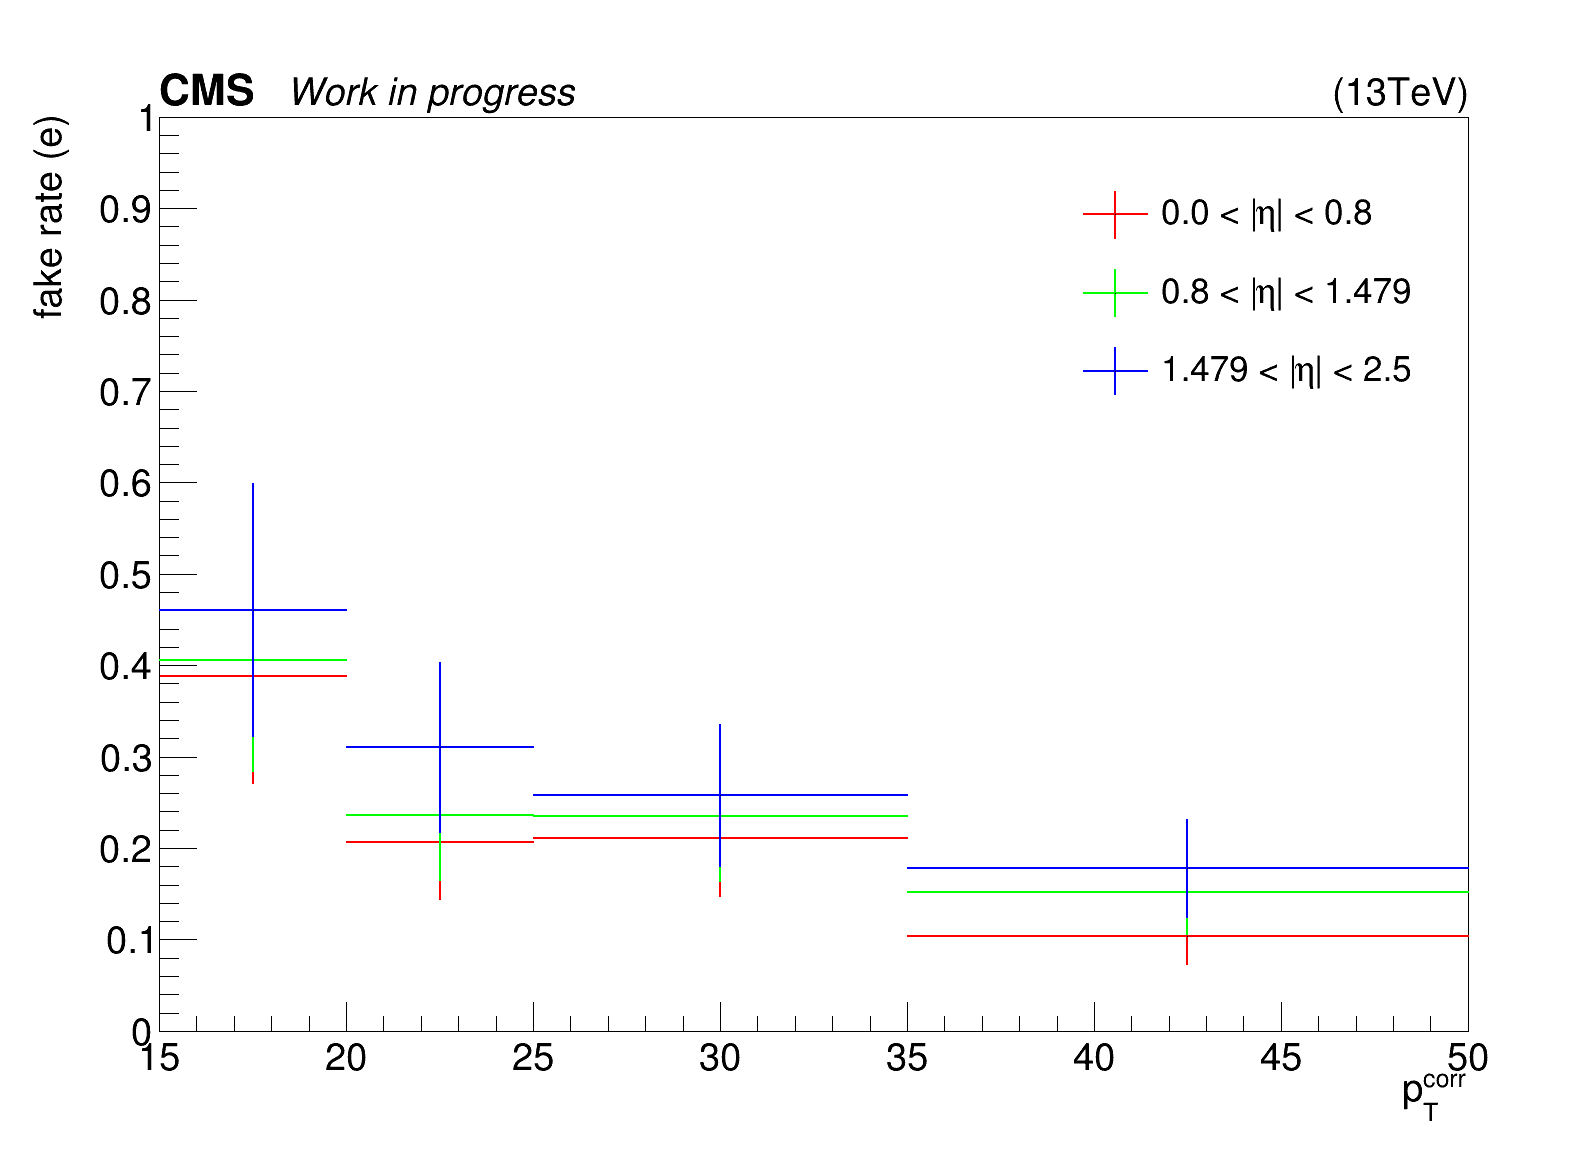 CMS Work in progress (13TeV)
fake rate (e)
1
0.9
0.8
0.7
0.6
0.5
0.4
0.3
0.2
0.1
0
0.0 < |η| < 0.8
0.8 < |η| < 1.479
1.479 < |η| < 2.5
15 20 25 30 35 40 45 50
p_T^corr